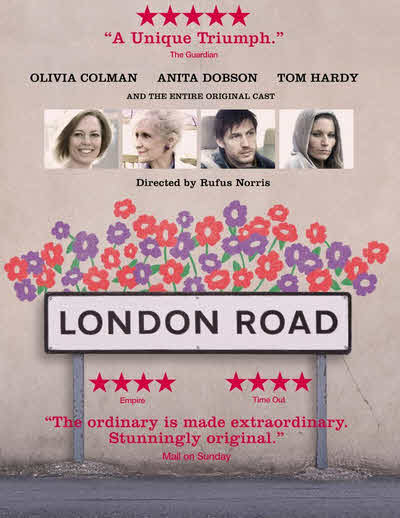 "A Unique Triumph."
The Guardian
OLIVIA COLMAN ANITA DOBSON TOM HARDY
AND THE ENTIRE ORIGINAL CAST
Directed by Rufus Norris
LONDON ROAD
Empire
Time Out
"The ordinary is made extraordinary.
Stunningly original."
Mail on Sunday